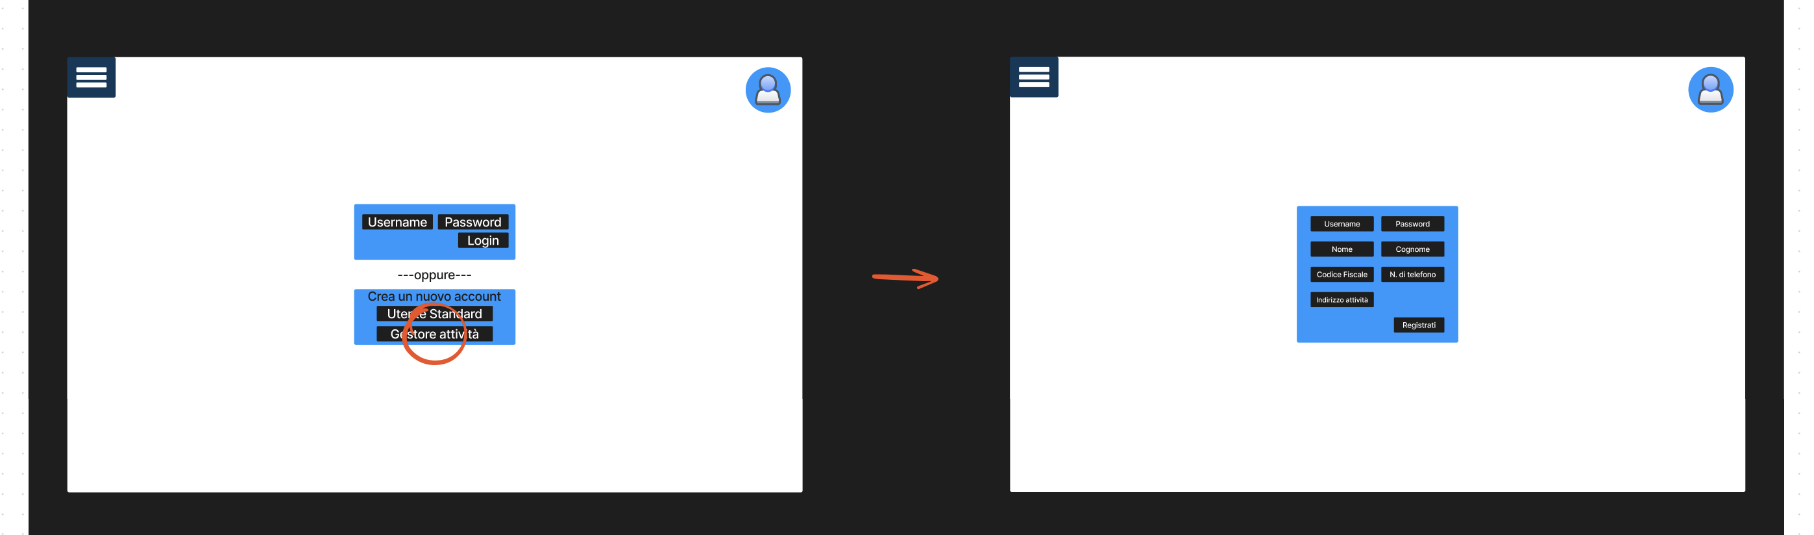 Username Password
Login
---oppure---
Crea un nuovo account
Utente Standard
Gestore attività
Username Password
Nome Cognome
Codice Fiscale N. di telefono
Indirizzo attività
Registrati